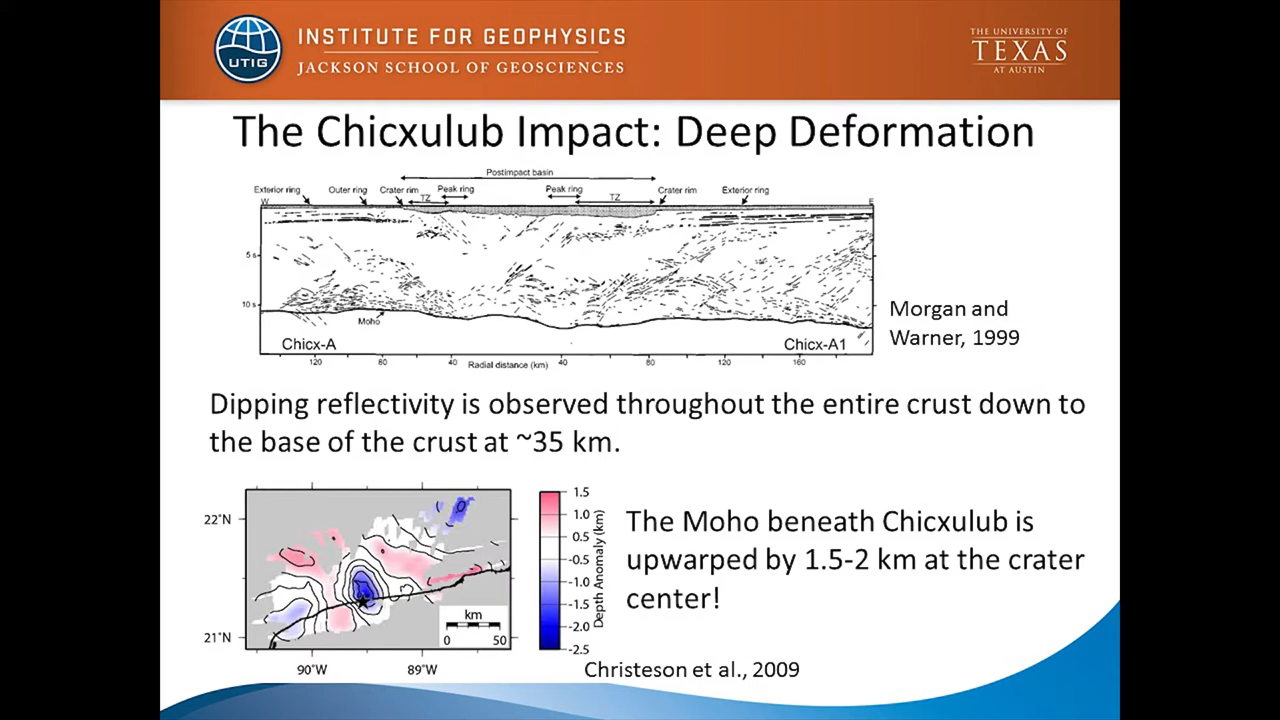 INSTITUTE FOR GEOPHYSICS
JACKSON SCHOOL OF GEOSCIENCES
UTIG
THE UNIVERSITY OF
TEXAS
AT AUSTIN
The Chicxulub Impact: Deep Deformation
Postimpact basin
Exterior ring Outer ring Crater rim Peak ring Peak ring Crater rim Exterior ring
TZ TZ
W E
5 s
10 s
Moho
Chicx-A Chicx-A1
120 80 40 40 80 120 160
Radial distance (km)
Morgan and
Warner, 1999
Dipping reflectivity is observed throughout the entire crust down to
the base of the crust at ~35 km.
22°N
21°N
90°W 89°W
km
0 50
1.5
1.0
0.5
-0.5
-1.0
-1.5
-2.0
-2.5
Depth Anomaly (km)
The Moho beneath Chicxulub is
upwarped by 1.5-2 km at the crater
center!
Christeson et al., 2009